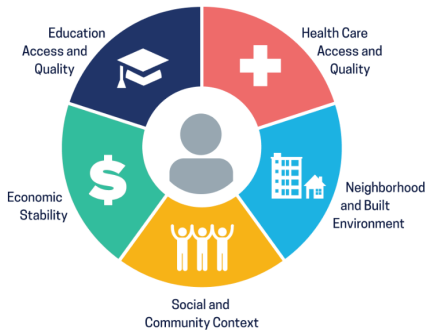 Education
Access and
Quality
Health Care
Access and
Quality
Economic
Stability
$
Neighborhood
and Built
Environment
Social and
Community Context